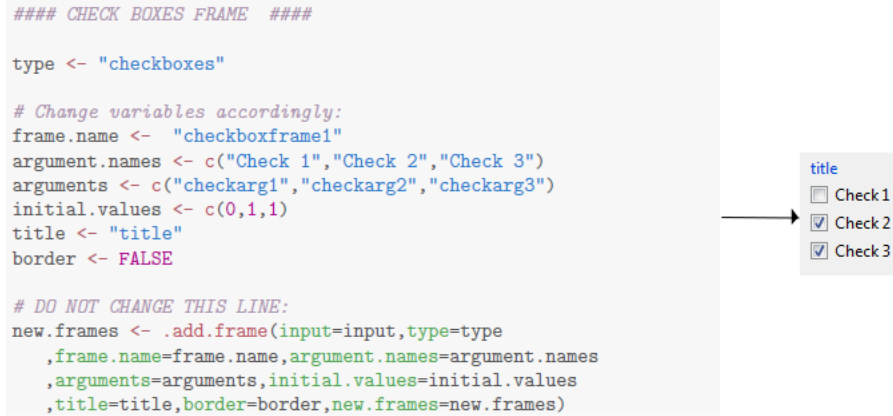 #### CHECK BOXES FRAME  ####
type <- "checkboxes"
# Change variables accordingly:
frame.name <-  "checkboxframe1"
argument.names <- c("Check 1","Check 2","Check 3")
arguments <- c("checkarg1","checkarg2","checkarg3")
initial.values <- c(0,1,1)
title <- "title"
border <- FALSE
# DO NOT CHANGE THIS LINE:
new.frames <- .add.frame(input=input,type=type
,frame.name=frame.name,argument.names=argument.names
,arguments=arguments,initial.values=initial.values
,title=title,border=border,new.frames=new.frames)
title
Check 1
Check 2
Check 3